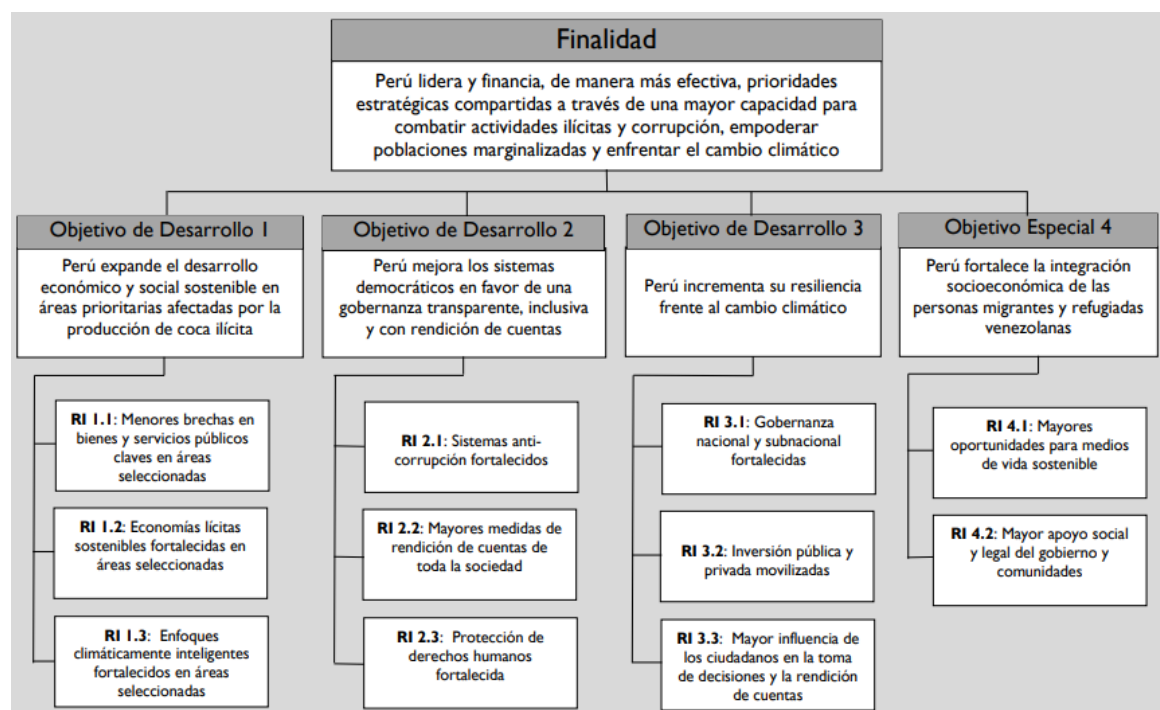 Finalidad
Perú lidera y financia, de manera más efectiva, prioridades
estratégicas compartidas a través de una mayor capacidad para
combatir actividades ilícitas y corrupción, empoderar
poblaciones marginalizadas y enfrentar el cambio climático
Objetivo de Desarrollo 1
Perú expande el desarrollo
económico y social sostenible en
áreas prioritarias afectadas por la
producción de coca ilícita
RI 1.1: Menores brechas en
bienes y servicios públicos
claves en áreas
seleccionadas
RI 1.2: Economías lícitas
sostenibles fortalecidas en
áreas seleccionadas
RI 1.3: Enfoques
climáticamente inteligentes
fortalecidos en áreas
seleccionadas
Objetivo de Desarrollo 2
Perú mejora los sistemas
democráticos en favor de una
gobernanza transparente, inclusiva
y con rendición de cuentas
RI 2.1: Sistemas anti-
corrupción fortalecidos
RI 2.2: Mayores medidas de
rendición de cuentas de
toda la sociedad
RI 2.3: Protección de
derechos humanos
fortalecida
Objetivo de Desarrollo 3
Perú incrementa su resiliencia
frente al cambio climático
RI 3.1: Gobernanza
nacional y subnacional
fortalecidas
RI 3.2: Inversión pública y
privada movilizadas
RI 3.3: Mayor influencia de
los ciudadanos en la toma
de decisiones y la rendición
de cuentas
Objetivo Especial 4
Perú fortalece la integración
socioeconómica de las
personas migrantes y refugiadas
venezolanas
RI 4.1: Mayores
oportunidades para medios
de vida sostenible
RI 4.2: Mayor apoyo social
y legal del gobierno y
comunidades